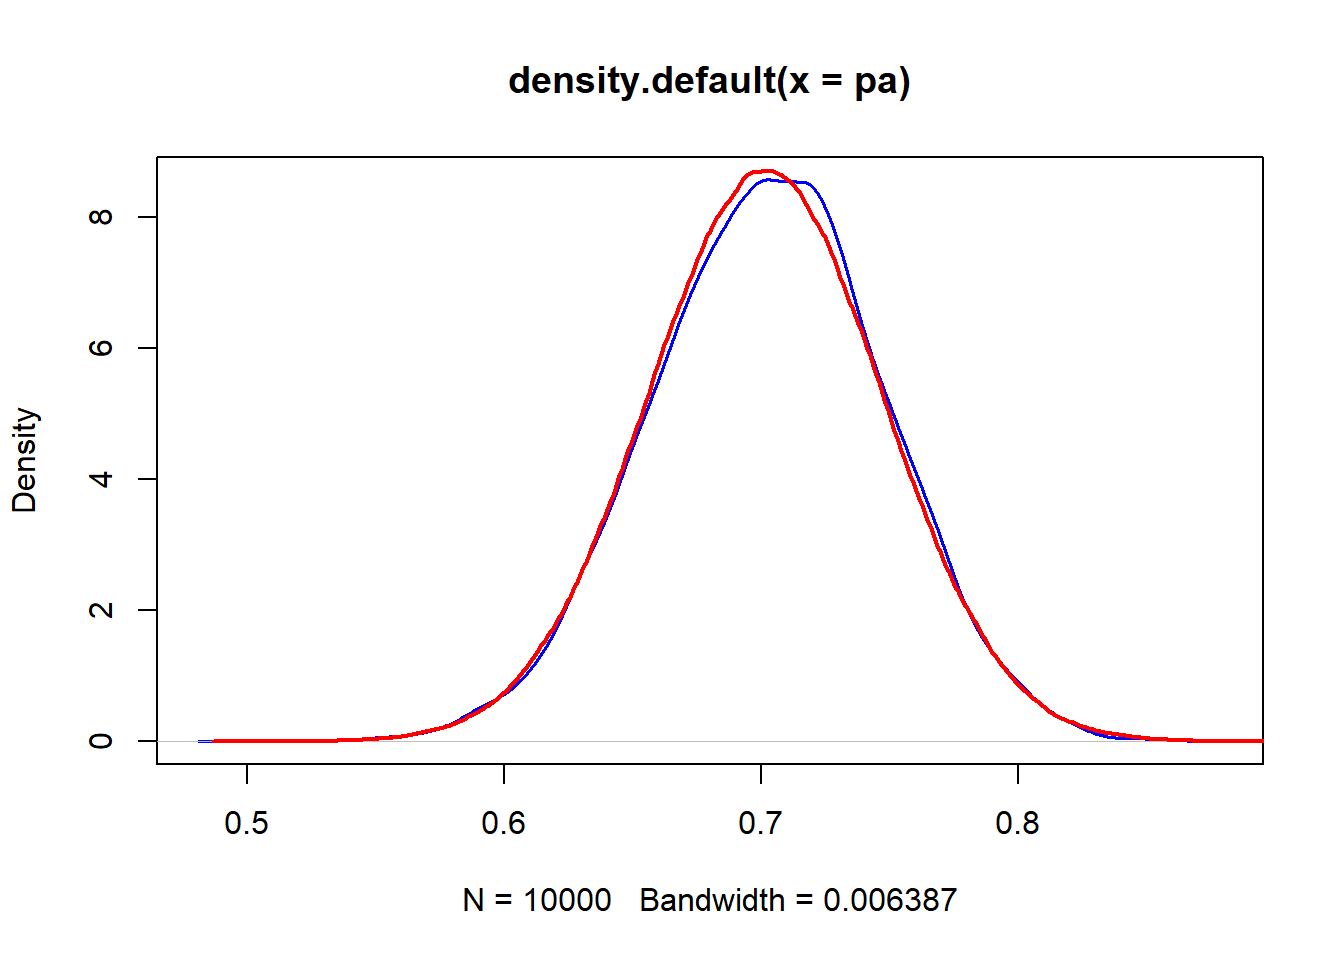 density.default(x = pa)
Density
8
6
4
2
0
0.5 0.6 0.7 0.8
N = 10000 Bandwidth = 0.006387